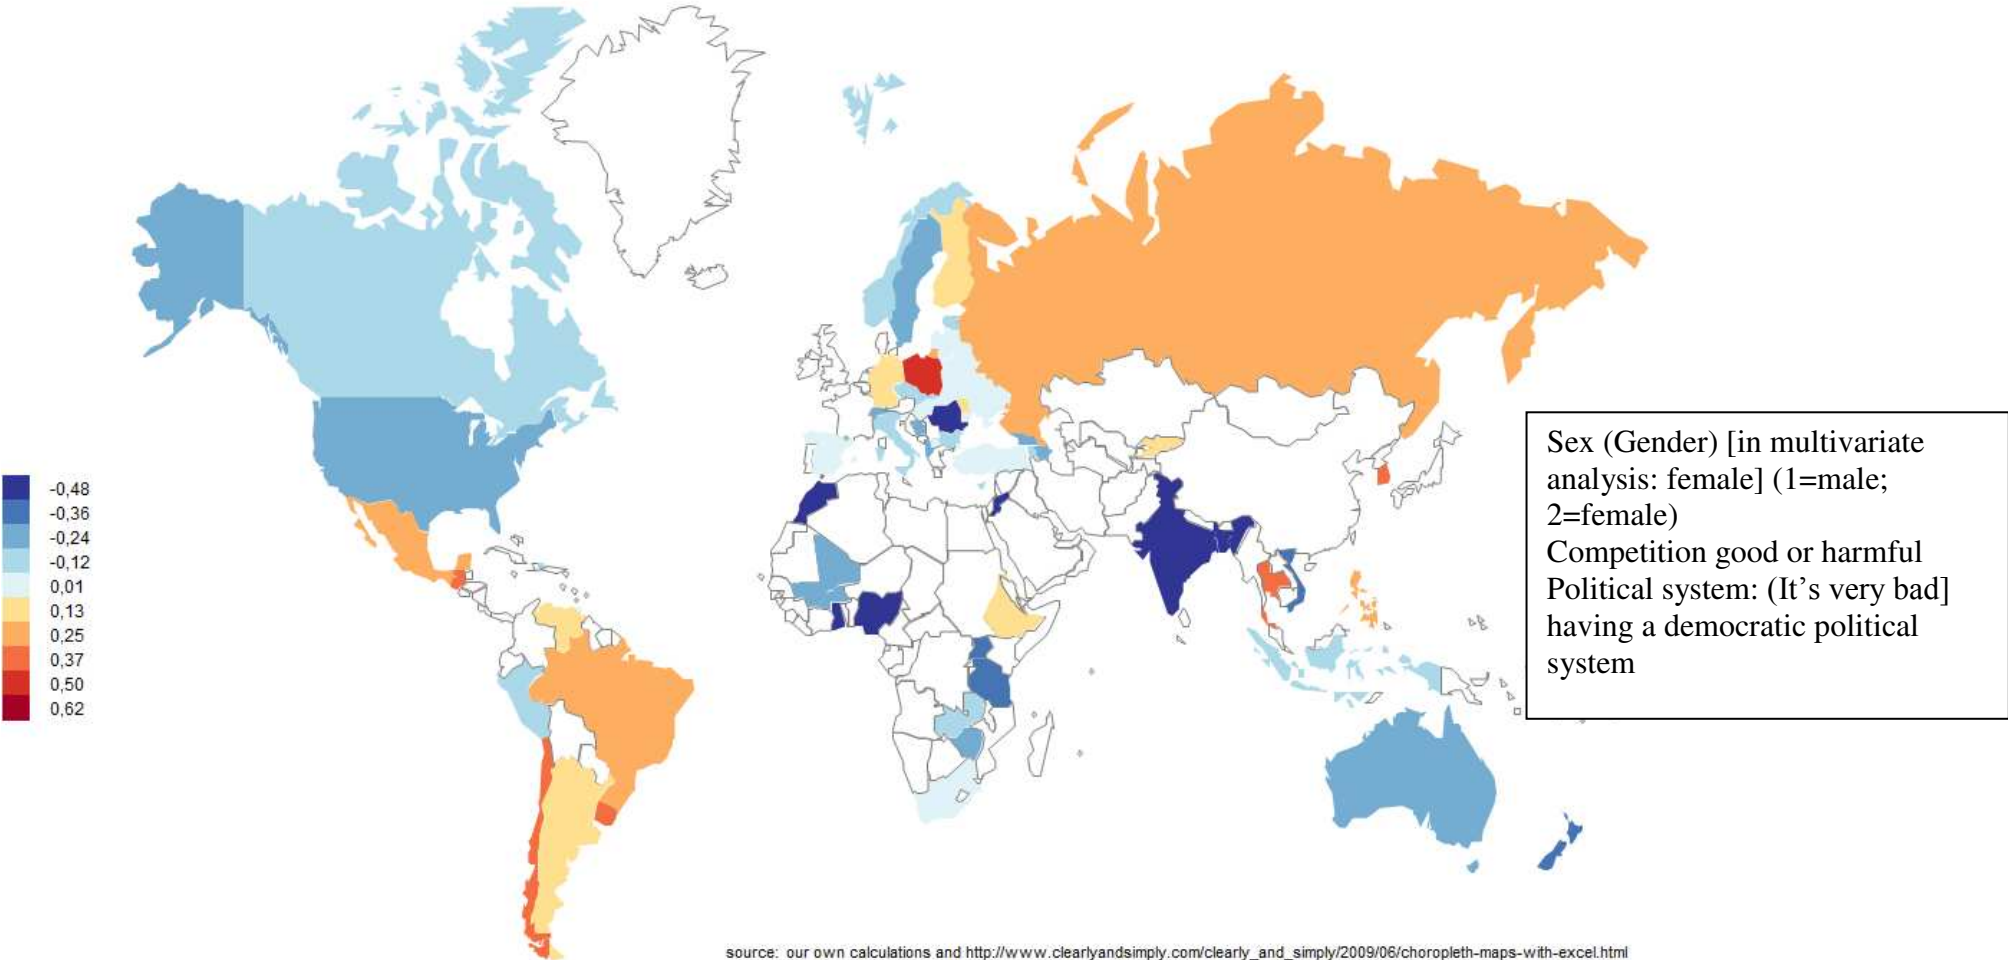 -0,48
-0,36
-0,24
-0,12
0,01
0,13
0,25
0,37
0,50
0,62
Sex (Gender) [in multivariate
analysis: female] (1=male;
2=female)
Competition good or harmful
Political system: (It’s very bad]
having a democratic political
system
source: our own calculations and http://www.clearlyandsimply.com/clearly_and_simply/2009/06/choropleth-maps-with-excel.html